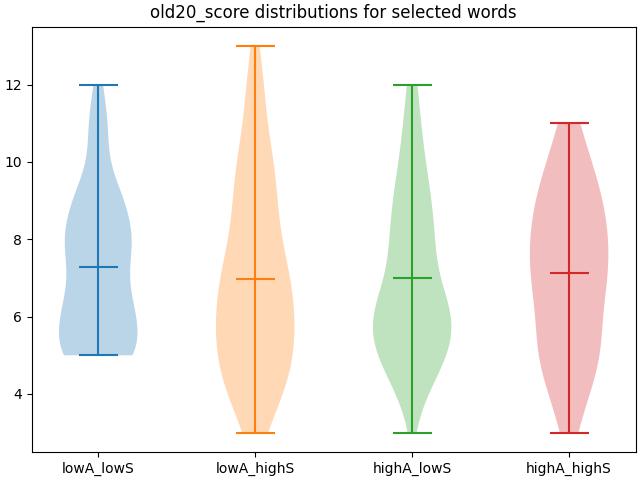 old20_score distributions for selected words
12
10
8
6
4
lowA_lowS
lowA_highS
highA_lowS
highA_highS